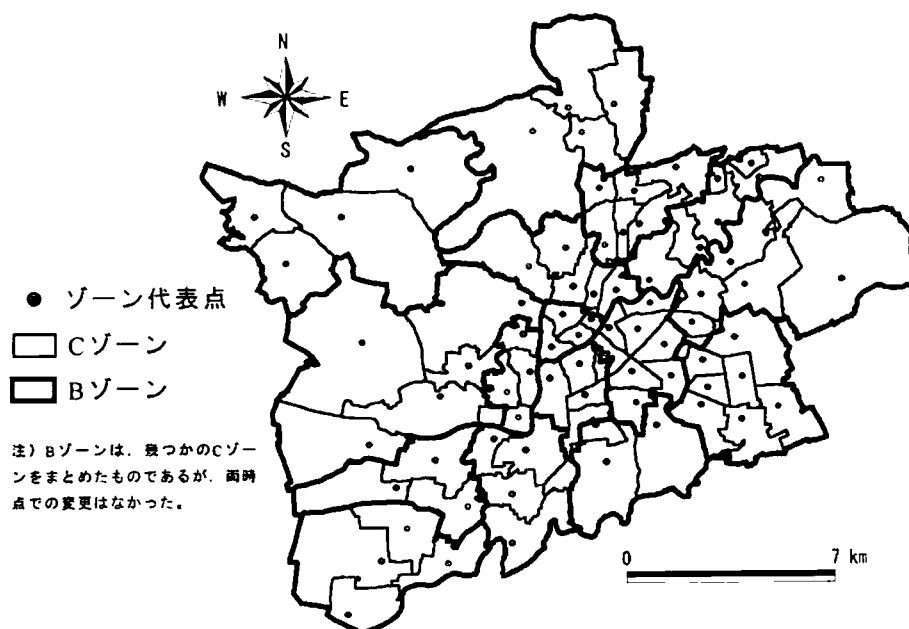 N
W E
S
ゾーン代表点
Cゾーン
Bゾーン
注) Bゾーンは、幾つかのCゾー
ンをまとめたものであるが、両時
点での変更はなかった。
0 7 km